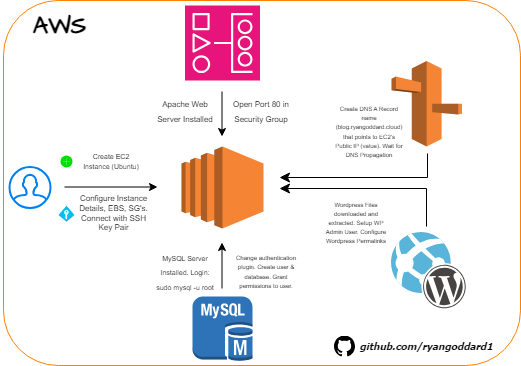 AWS
Apache Web
Server Installed
Open Port 80 in
Security Group
Create DNS A Record
name
(blog.ryangoddard.cloud)
that points to EC2's
Public IP (value). Wait for
DNS Propagation
Create EC2
Instance (Ubuntu)
Configure Instance
Details, EBS, SG's.
Connect with SSH
Key Pair
Wordpress Files
downloaded and
extracted. Setup WP
Admin User. Configure
Wordpress Permalinks
MySQL Server
Installed. Login:
sudo mysql -u root
Change authentication
plugin. Create user &
database. Grant
permissions to user.
MySQL
M
W
github.com/ryangoddard1